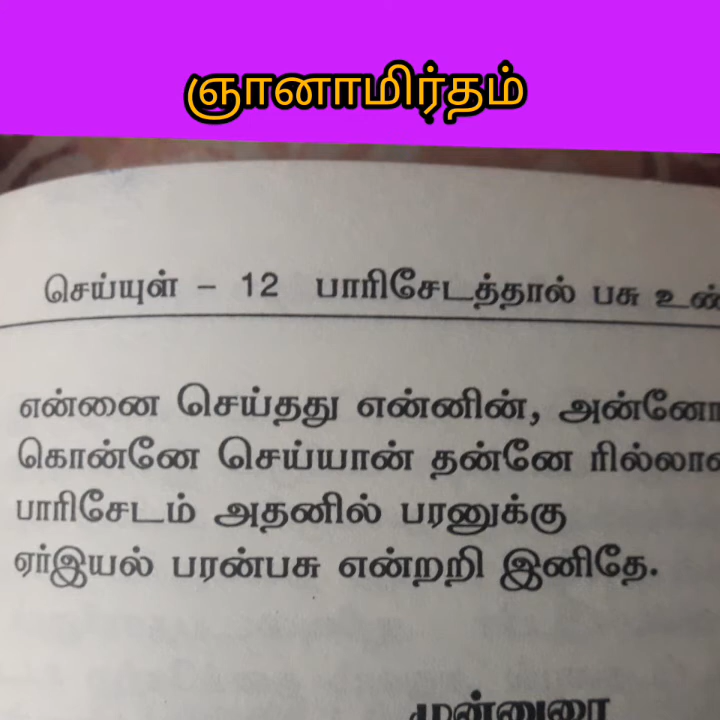 ஞானாமிர்தம்
செய்யுள் – 12 பாரிசேடத்தால் பசு உண்
என்னை செய்தது என்னின், அன்னோ
கொன்னே செய்யான் தன்னே ரில்லா
பாரிசேடம் அதனில் பரனுக்கு
ஏர்இயல் பரன்பசு என்றறி இனிதே.
முன்னுரை